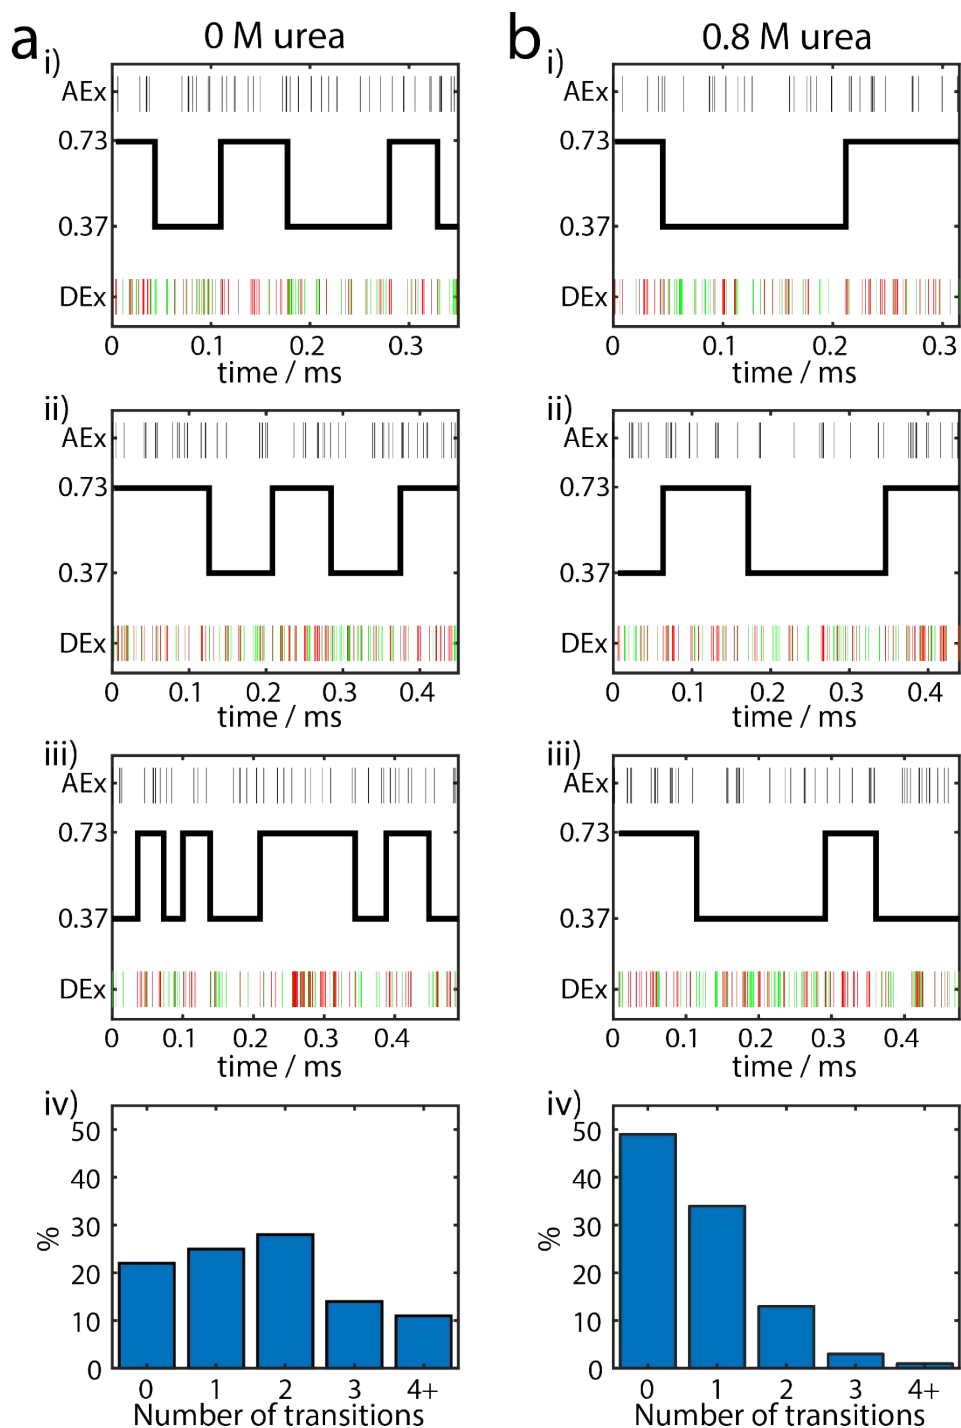 a
0 M urea
i)
AEx
0.73
0.37
DEx
0 0.1 0.2 0.3
time / ms
ii)
AEx
0.73
0.37
DEx
0 0.1 0.2 0.3 0.4
time / ms
iii)
AEx
0.73
0.37
DEx
0 0.1 0.2 0.3 0.4
time / ms
iv)
50
40
30
20
10
0
%
0 1 2 3 4+
Number of transitions
b
0.8 M urea
i)
AEx
0.73
0.37
DEx
0 0.1 0.2 0.3
time / ms
ii)
AEx
0.73
0.37
DEx
0 0.1 0.2 0.3 0.4
time / ms
iii)
AEx
0.73
0.37
DEx
0 0.1 0.2 0.3 0.4
time / ms
iv)
50
40
30
20
10
0
%
0 1 2 3 4+
Number of transitions